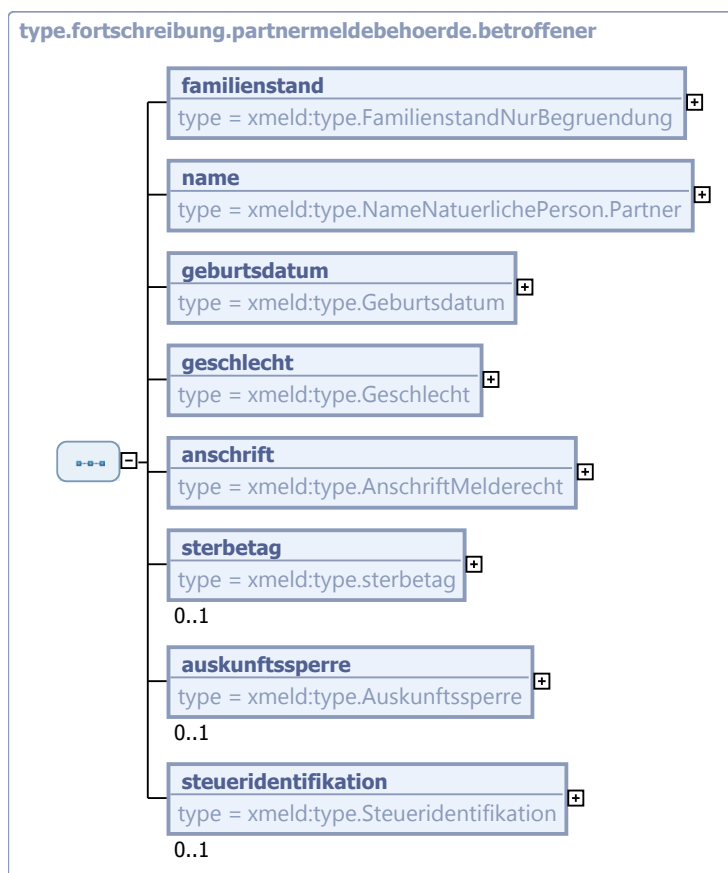 type.fortschreibung.partnermeldebehoerde.betroffener
familienstand
type = xmeld:type.FamilienstandNurBegruendung
name
type = xmeld:type.NameNatuerlichePerson.Partner
geburtsdatum
type = xmeld:type.Geburtsdatum
geschlecht
type = xmeld:type.Geschlecht
anschrift
type = xmeld:type.AnschriftMelderecht
sterbetag
type = xmeld:type.sterbetag
0..1
auskunftssperre
type = xmeld:type.Auskunftssperre
0..1
steueridentifikation
type = xmeld:type.Steueridentifikation
0..1